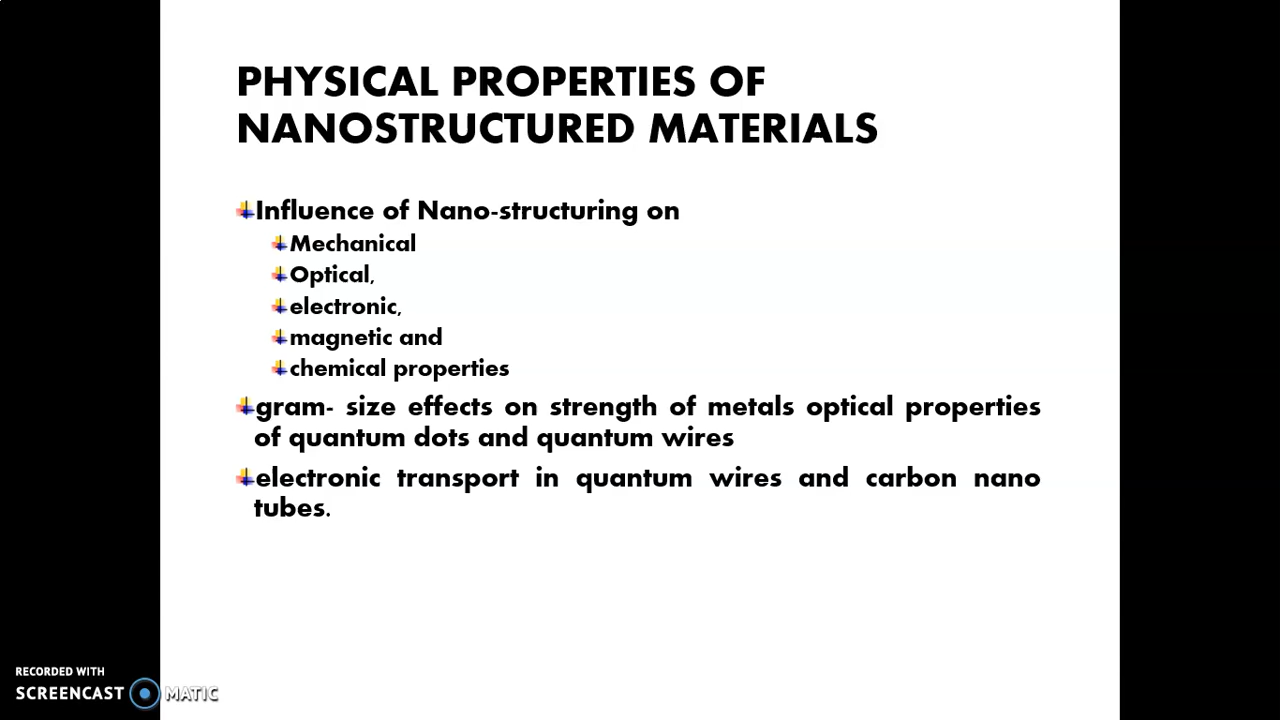 PHYSICAL PROPERTIES OF
NANOSTRUCTURED MATERIALS
Influence of Nano-structuring on
Mechanical
Optical,
electronic,
magnetic and
chemical properties
gram- size effects on strength of metals optical properties
of quantum dots and quantum wires
electronic transport in quantum wires and carbon nano
tubes.
RECORDED WITH
SCREENCAST MATIC